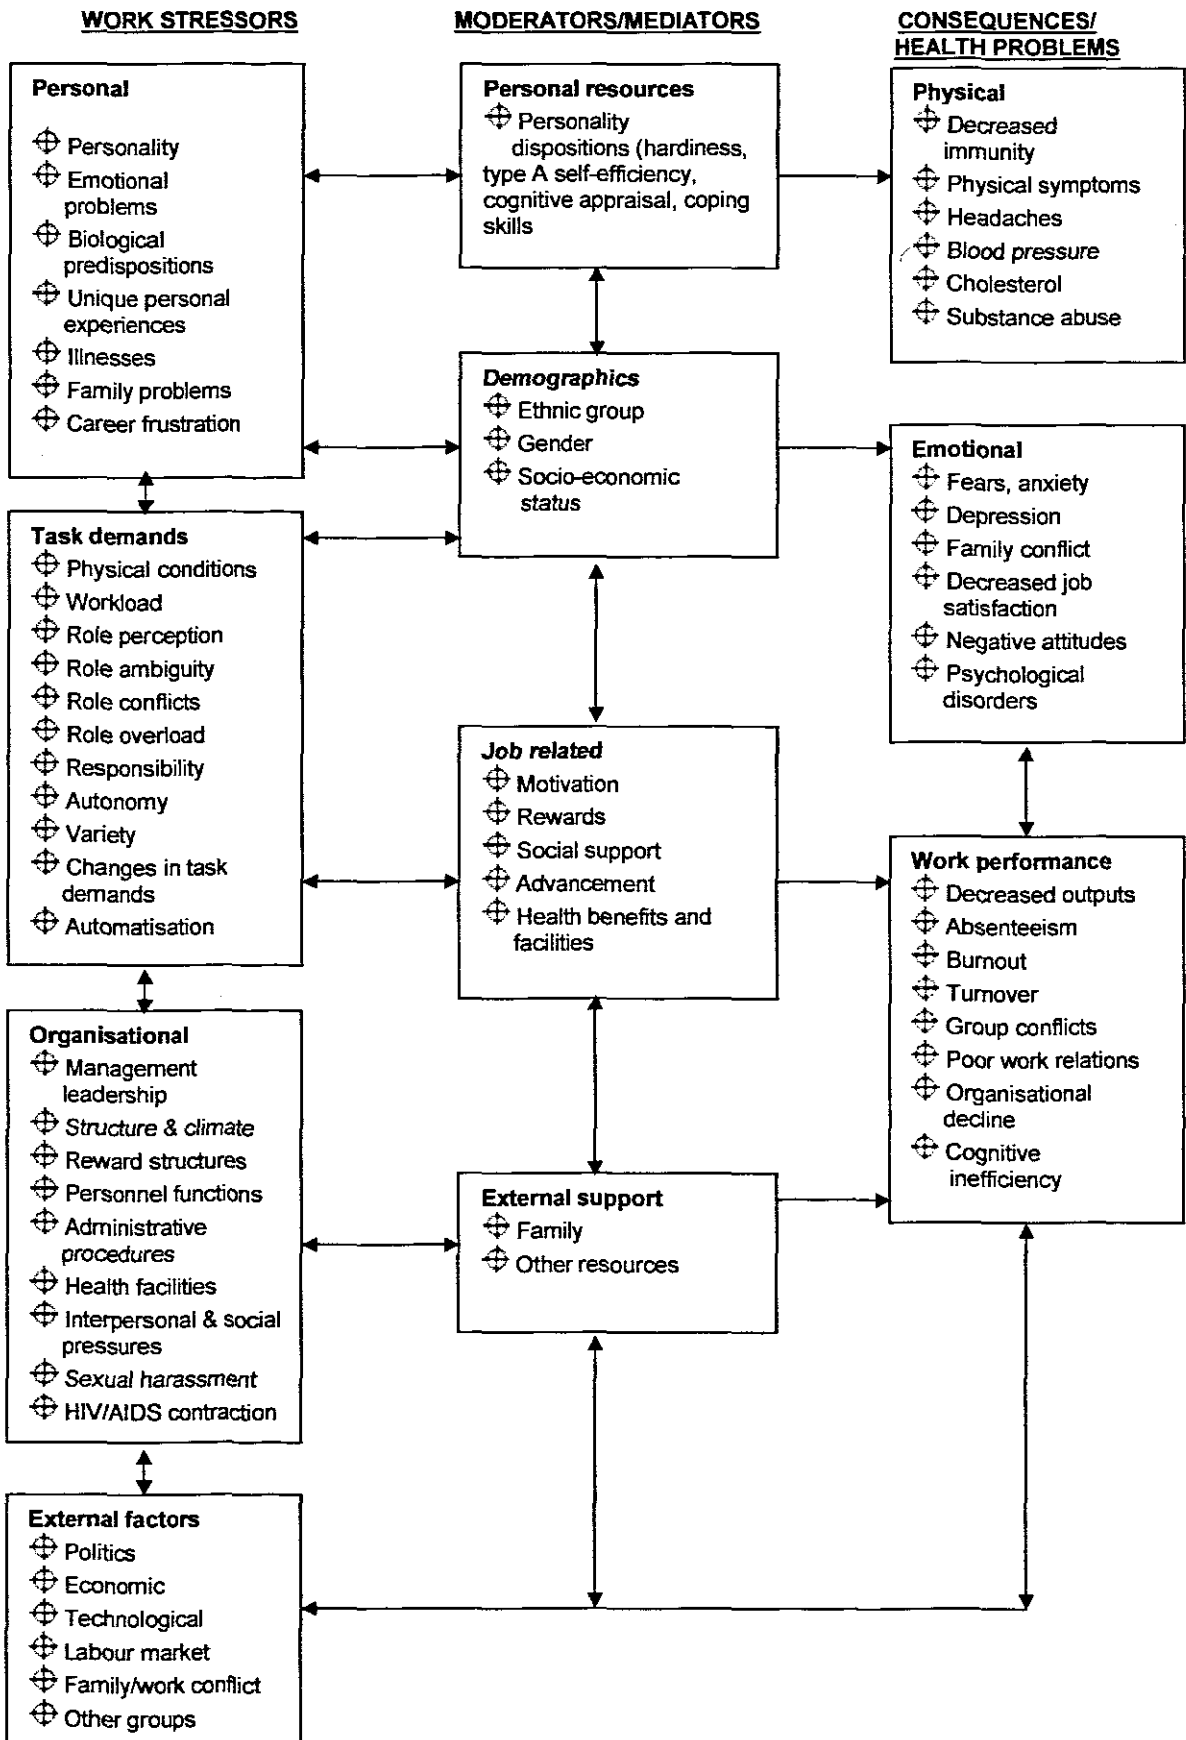 WORK STRESSORS
Personal
Personality
Emotional
problems
Biological
predispositions
Unique personal
experiences
Illnesses
Family problems
Career frustration
Task demands
Physical conditions
Workload
Role perception
Role ambiguity
Role conflicts
Role overload
Responsibility
Autonomy
Variety
Changes in task
demands
Automatisation
Organisational
Management
leadership
Structure & climate
Reward structures
Personnel functions
Administrative
procedures
Health facilities
Interpersonal & social
pressures
Sexual harassment
HIV/AIDS contraction
External factors
Politics
Economic
Technological
Labour market
Family/work conflict
Other groups
MODERATORS/MEDIATORS
Personal resources
Personality
dispositions (hardiness,
type A self-efficiency,
cognitive appraisal, coping
skills
Demographics
Ethnic group
Gender
Socio-economic
status
Job related
Motivation
Rewards
Social support
Advancement
Health benefits and
facilities
External support
Family
Other resources
CONSEQUENCES/
HEALTH PROBLEMS
Physical
Decreased
immunity
Physical symptoms
Headaches
Blood pressure
Cholesterol
Substance abuse
Emotional
Fears, anxiety
Depression
Family conflict
Decreased job
satisfaction
Negative attitudes
Psychological
disorders
Work performance
Decreased outputs
Absenteeism
Burnout
Turnover
Group conflicts
Poor work relations
Organisational
decline
Cognitive
inefficiency